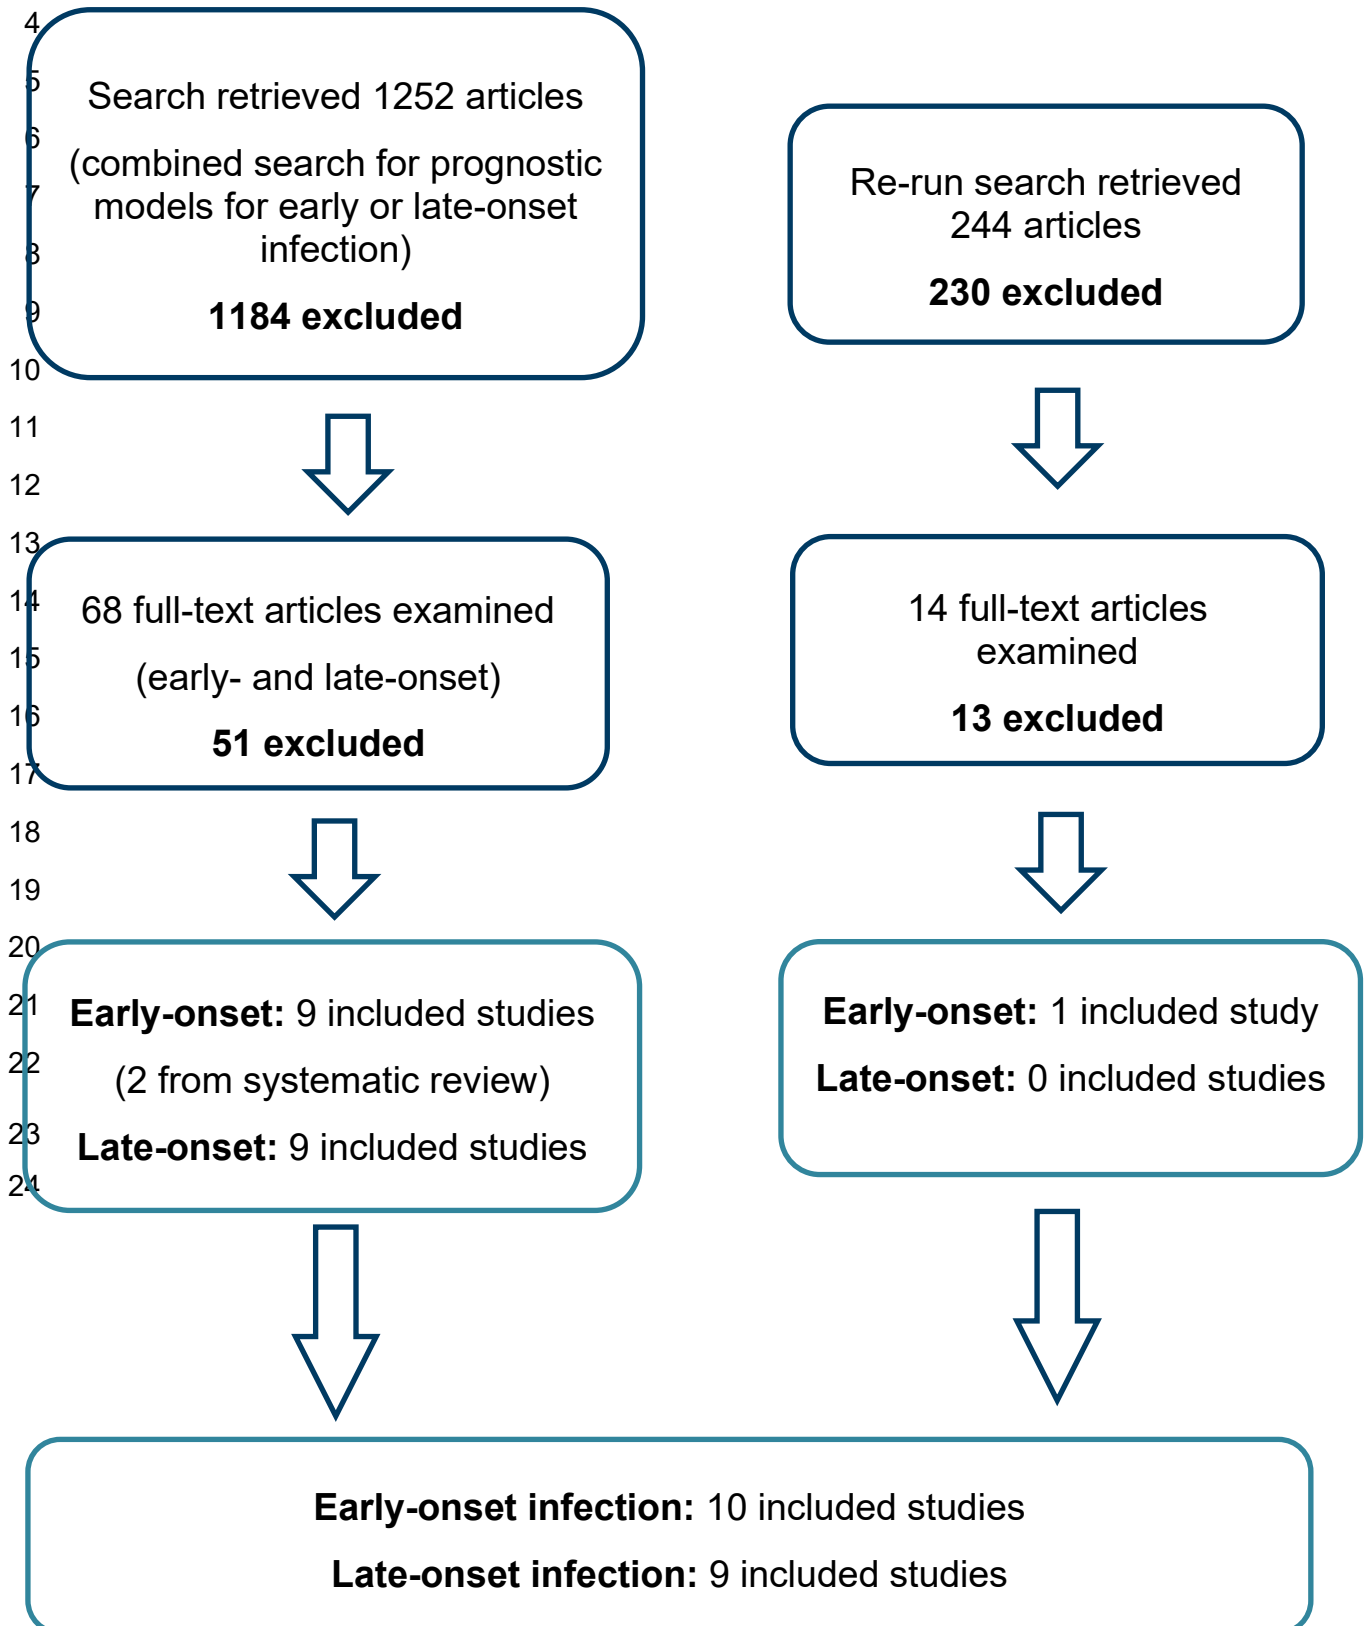 4
5
6
7
8
9
10
11
12
13
14
15
16
17
18
19
20
21
22
23
24
Search retrieved 1252 articles
(combined search for prognostic
models for early or late-onset
infection)
1184 excluded
Re-run search retrieved
244 articles
230 excluded
68 full-text articles examined
(early- and late-onset)
51 excluded
14 full-text articles
examined
13 excluded
Early-onset: 9 included studies
(2 from systematic review)
Late-onset: 9 included studies
Early-onset: 1 included study
Late-onset: 0 included studies
Early-onset infection: 10 included studies
Late-onset infection: 9 included studies